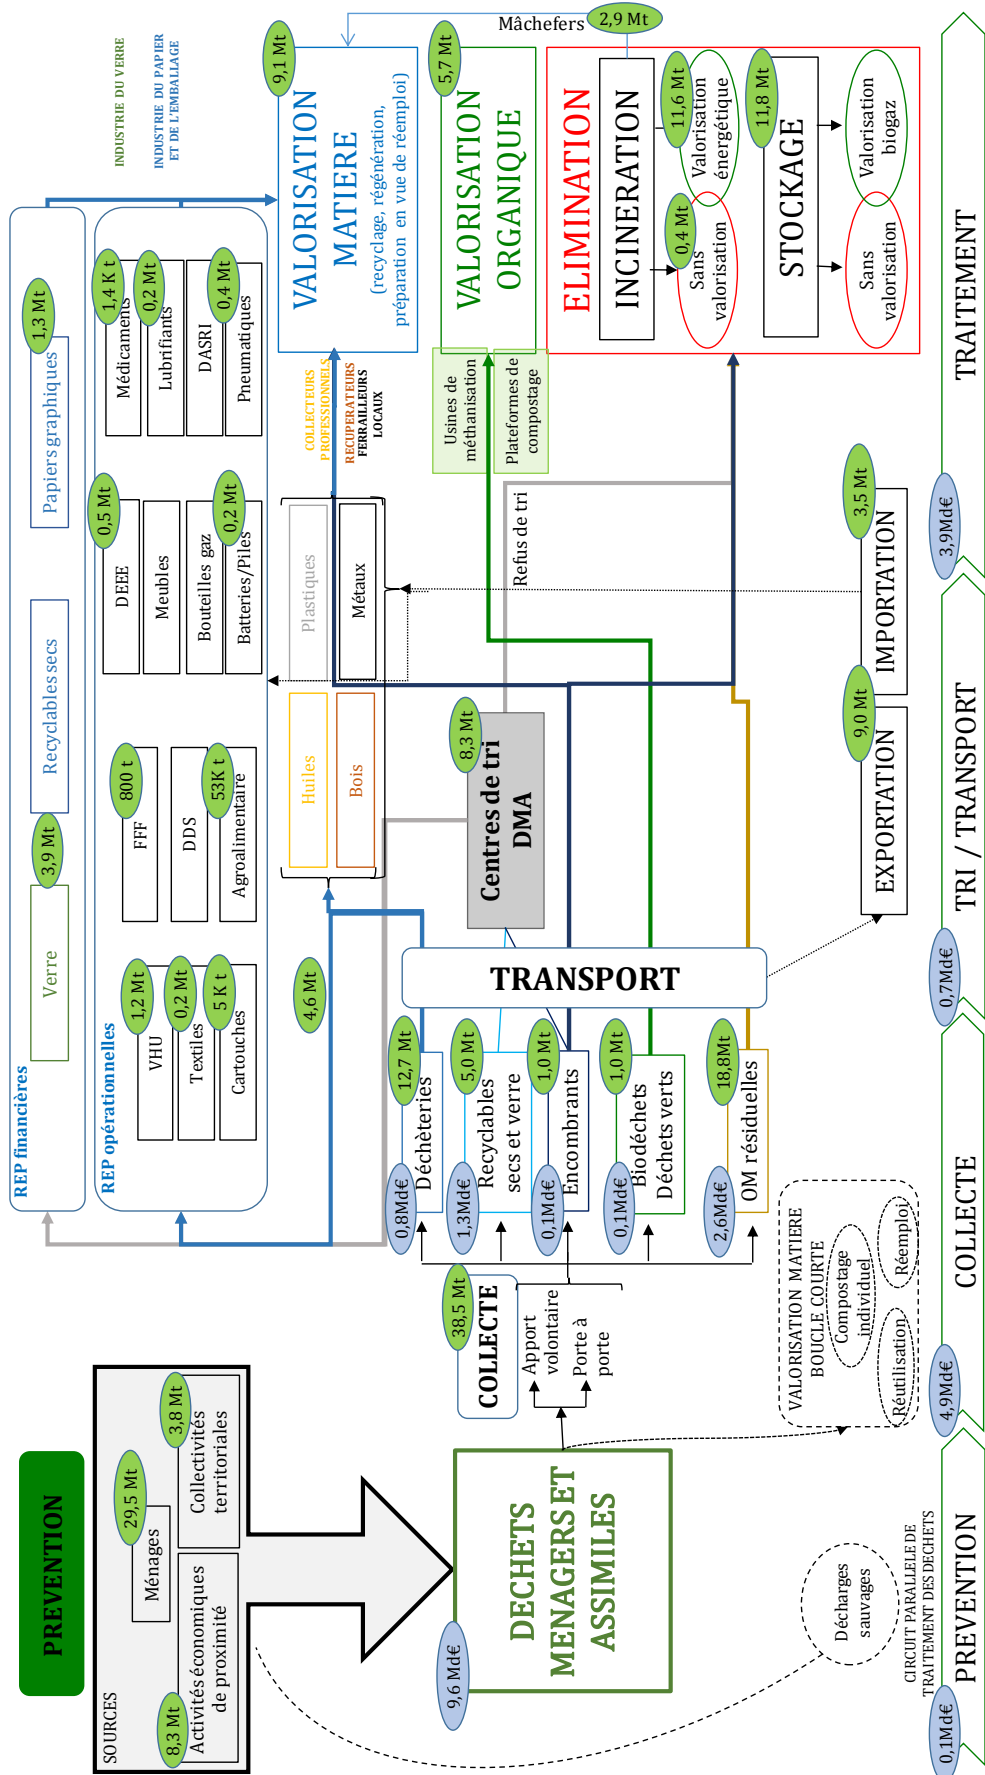 PREVENTION
SOURCES
Ménages
29,5 Mt
Activités économiques
de proximité
8,3 Mt
Collectivités
territoriales
3,8 Mt
DECHETS
MENAGERS ET
ASSIMILES
9,6 Md€
Décharges
sauvages
CIRCUIT PARALLELE DE
TRAITEMENT DES DECHETS
COLLECTE
38,5 Mt
Apport
volontaire
Porte à
porte
VALORISATION MATIERE
BOUCLE COURTE
Compostage
individuel
Réutilisation
Réemploi
Déchèteries
0,8Md€
12,7 Mt
Recyclables
secs et verre
1,3Md€
5,0 Mt
Encombrants
0,1Md€
1,0 Mt
Biodéchets
Déchets verts
0,1Md€
1,0 Mt
OM résiduelles
2,6Md€
18,8Mt
TRANSPORT
REP financières
Verre
3,9 Mt
Recyclables secs
Papiers graphiques
1,3 Mt
REP opérationnelles
VHU
1,2 Mt
Textiles
0,2 Mt
Cartouches
5 K t
FFF
800 t
DDS
Agroalimentaire
53K t
DEEE
0,5 Mt
Meubles
Bouteilles gaz
Batteries/Piles
0,2 Mt
Médicaments
1,4 K t
Lubrifiants
0,2 Mt
DASRI
Pneumatiques
0,4 Mt
4,6 Mt
Huiles
Plastiques
Bois
Métaux
Centres de tri
DMA
8,3 Mt
Refus de tri
EXPORTATION
9,0 Mt
IMPORTATION
3,5 Mt
INDUSTRIE DU VERRE
INDUSTRIE DU PAPIER
ET DE L'EMBALLAGE
COLLECTEURS
PROFESSIONNELS
RECUPERATEURS
FERRAILLEURS
LOCAUX
Usines de
méthanisation
Plateformes de
compostage
VALORISATION
MATIERE
(recyclage, régénération,
préparation en vue de réemploi)
9,1 Mt
VALORISATION
ORGANIQUE
5,7 Mt
Mâchefers
2,9 Mt
ELIMINATION
INCINERATION
Sans
valorisation
0,4 Mt
Valorisation
énergétique
11,6 Mt
STOCKAGE
11,8 Mt
Sans
valorisation
Valorisation
biogaz
PREVENTION
0,1Md€
COLLECTE
4,9Md€
TRI / TRANSPORT
0,7Md€
TRAITEMENT
3,9Md€